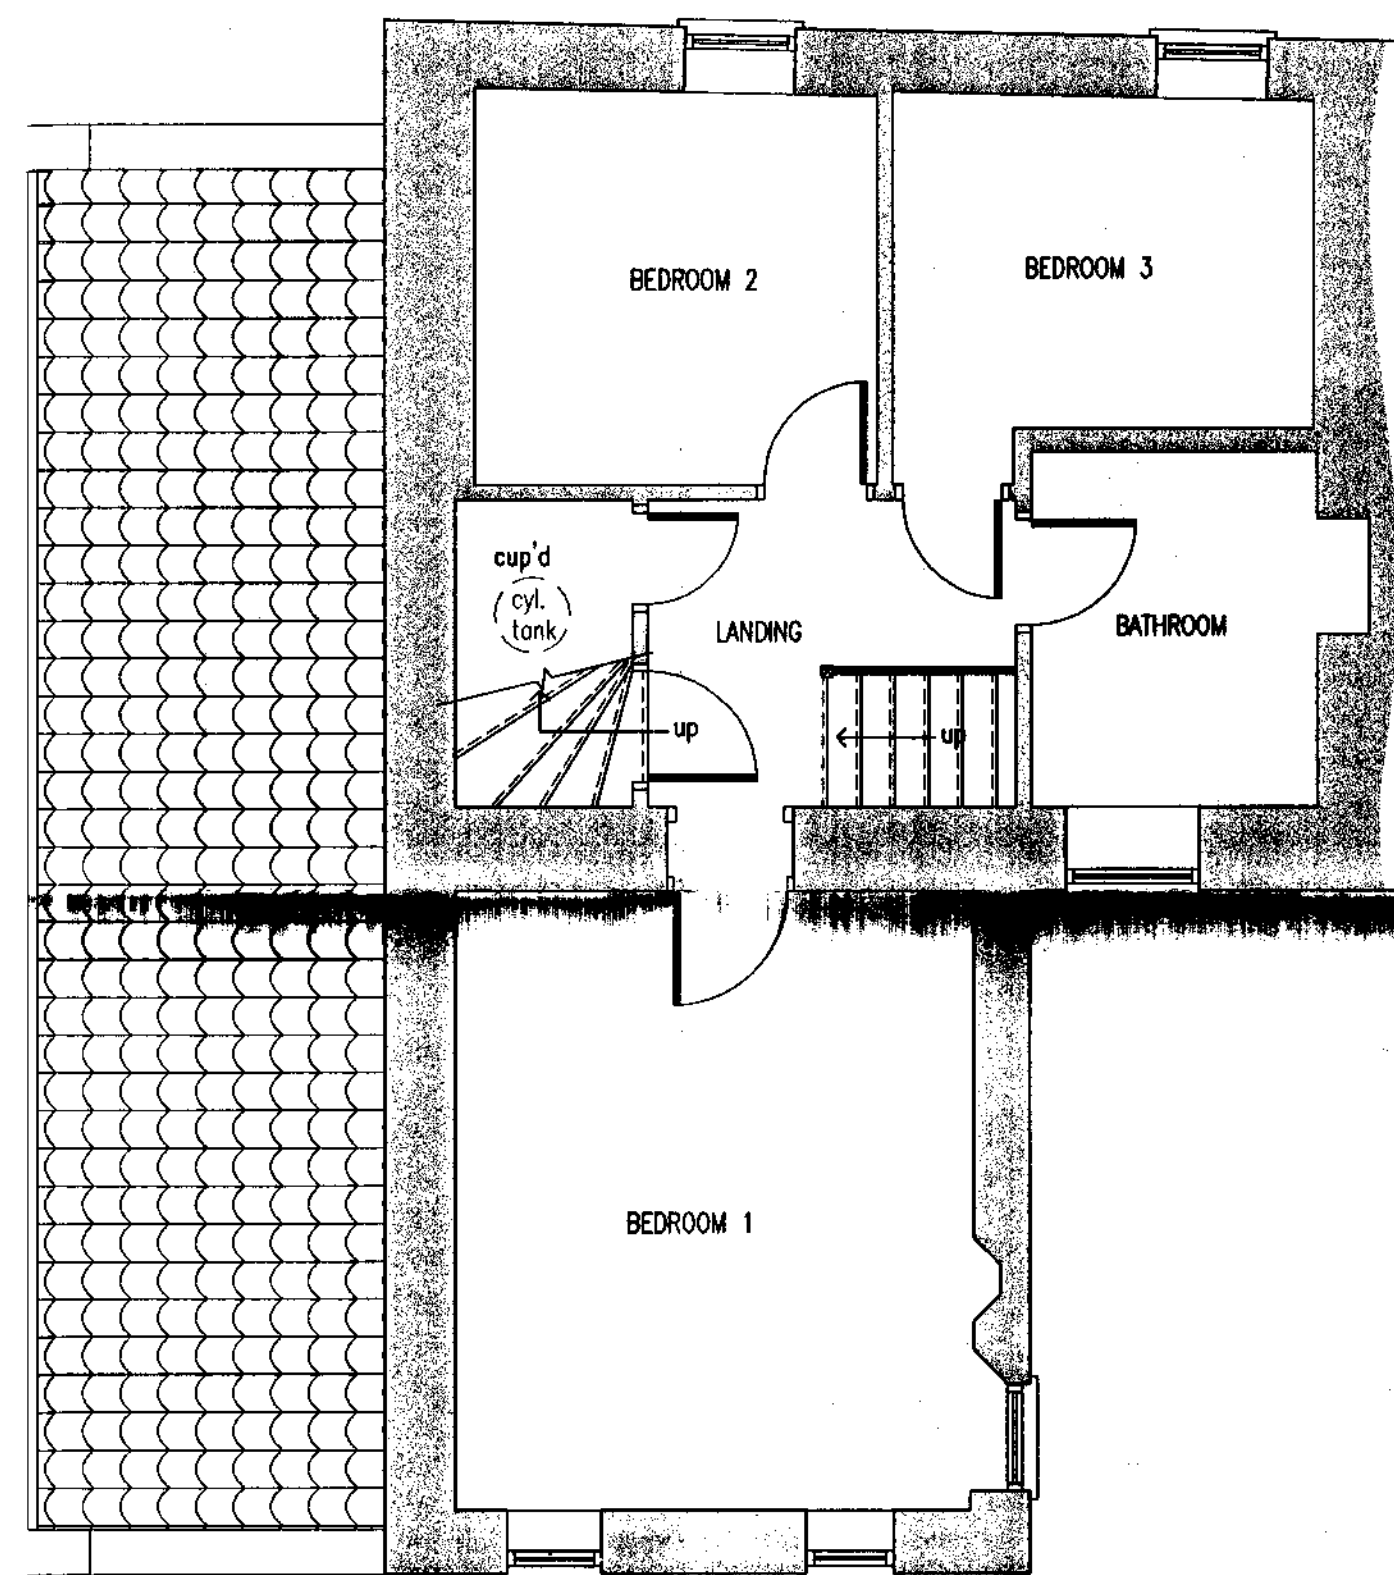 BEDROOM 2
BEDROOM 3
cup'd
cyl.
tank
LANDING
BATHROOM
up
up
BEDROOM 1